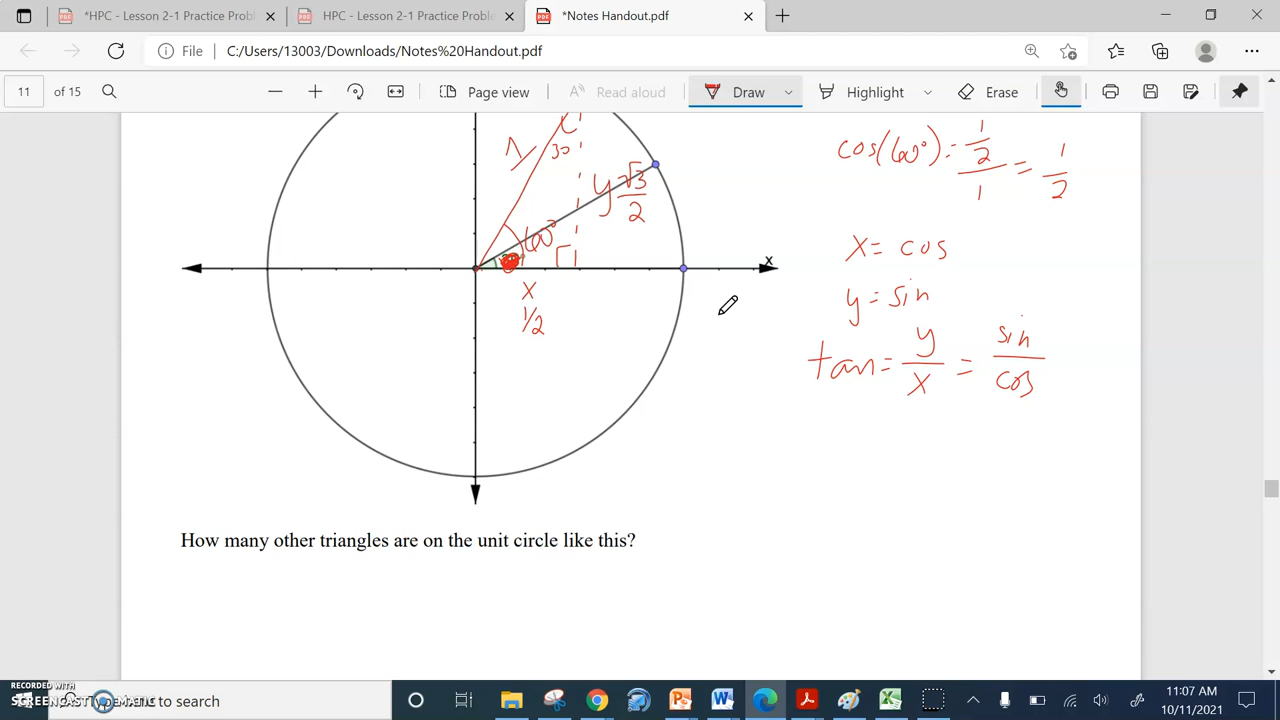 *HPC - Lesson 2-1 Practice Prob
HPC - Lesson 2-1 Practice Proble
*Notes Handout.pdf
File
C:/Users/13003/Downloads/Notes%20Handout.pdf
11 of 15
Page view
Read aloud
Draw
Highlight
Erase
1
30
y √3/2
60°
x
x
1/2
cos(60°) = 1/2 / 1 = 1/2
x = cos
y = sin
tan = y/x = sin/cos
How many other triangles are on the unit circle like this?
RECORDED WITH
SCREENCAST-O-MATIC
to search
11:07 AM
10/11/2021